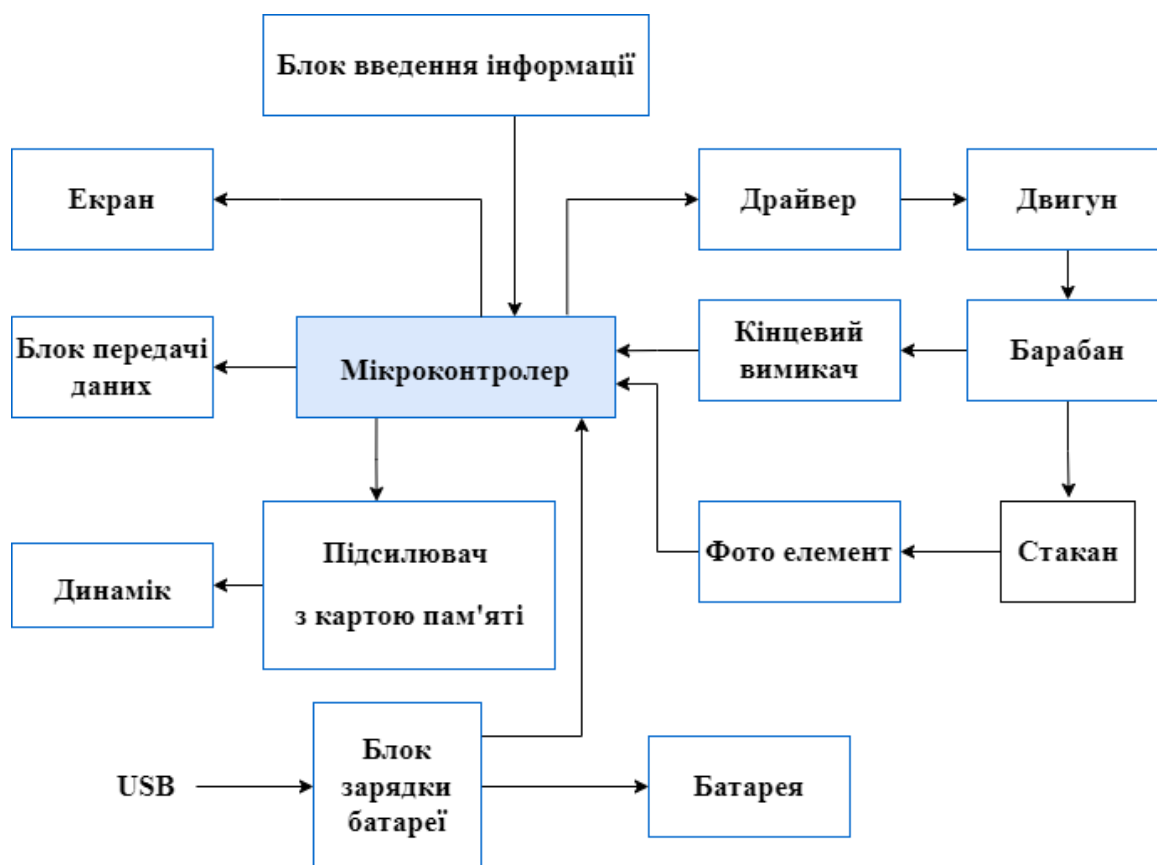 Блок введення інформації
Екран
Драйвер
Двигун
Блок передачі
даних
Мікроконтролер
Кінцевий
вимикач
Барабан
Динамік
Підсилювач
з картою пам'яті
Фото елемент
Стакан
USB
Блок
зарядки
батареї
Батарея